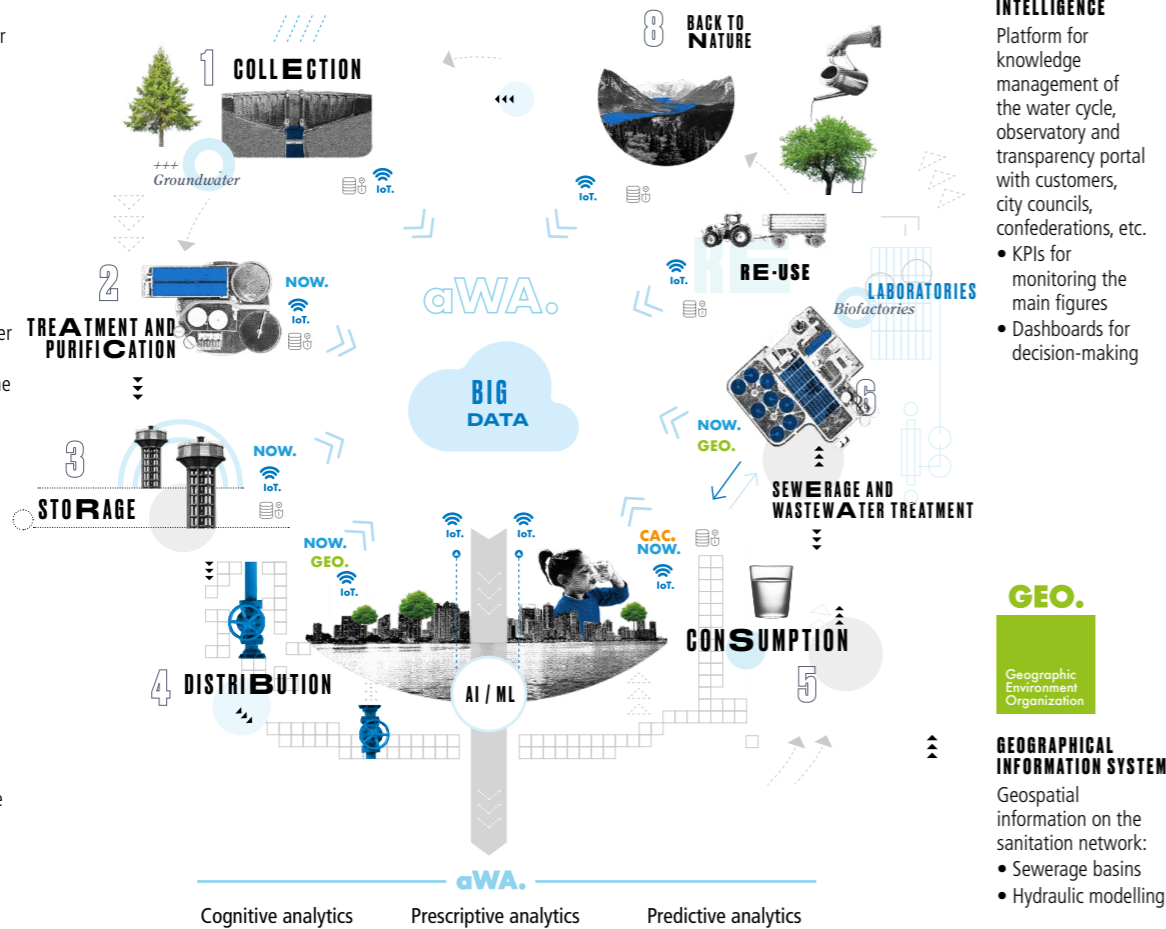 r
er
ne
e
1
COLLECTION
+++
Groundwater
IoT.
8
BACK TO
NATURE
IoT.
2
TREATMENT AND
PURIFICATION
NOW.
IoT.
aWA.
BIG
DATA
7
RE
RE-USE
IoT.
LABORATORIES
Biofactories
6
NOW.
GEO.
SEWERAGE AND
WASTEWATER TREATMENT
3
STORAGE
NOW.
IoT.
NOW.
GEO.
IoT.
IoT.
IoT.
CAC.
NOW.
IoT.
4 DISTRIBUTION
AI / ML
CONSUMPTION
5
aWA.
Cognitive analytics
Prescriptive analytics
Predictive analytics
INTELLIGENCE
Platform for
knowledge
management of
the water cycle,
observatory and
transparency portal
with customers,
city councils,
confederations, etc.
• KPIs for
monitoring the
main figures
• Dashboards for
decision-making
GEO.
Geographic
Environment
Organization
GEOGRAPHICAL
INFORMATION SYSTEM
Geospatial
information on the
sanitation network:
• Sewerage basins
• Hydraulic modelling